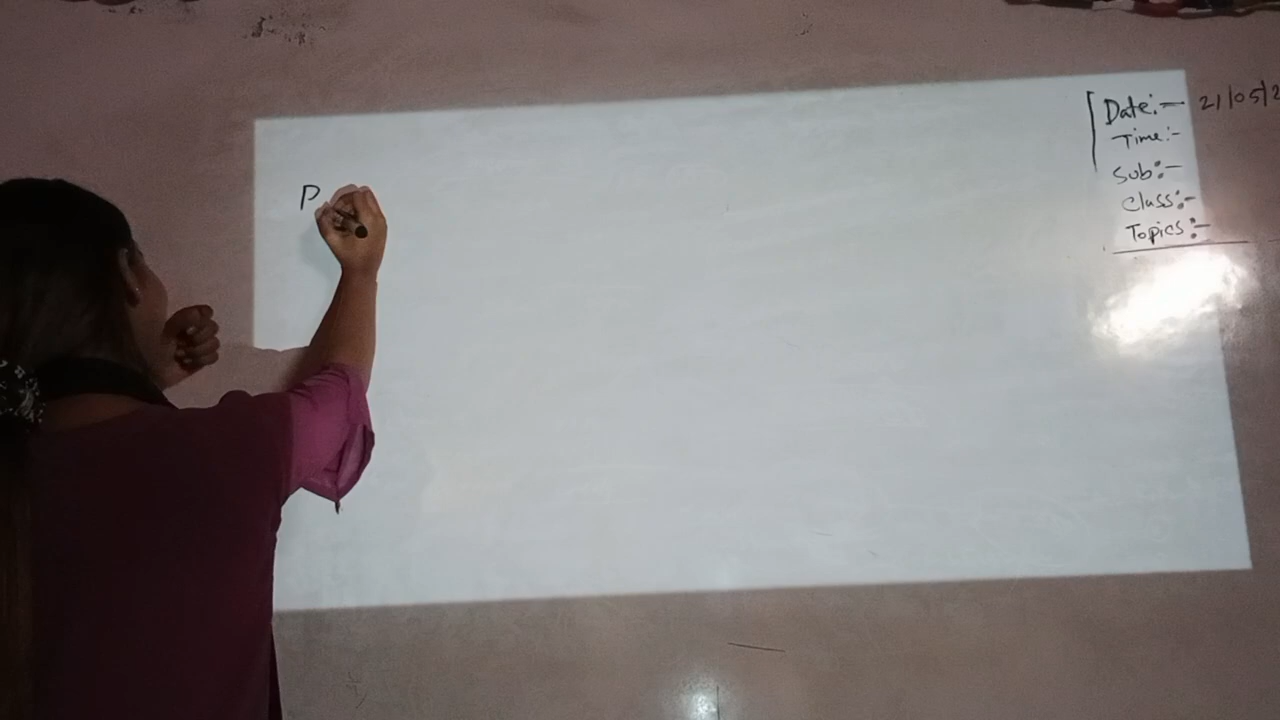 P
Date:- 21/05/2
Time:-
Sub:-
Class:-
Topics:-